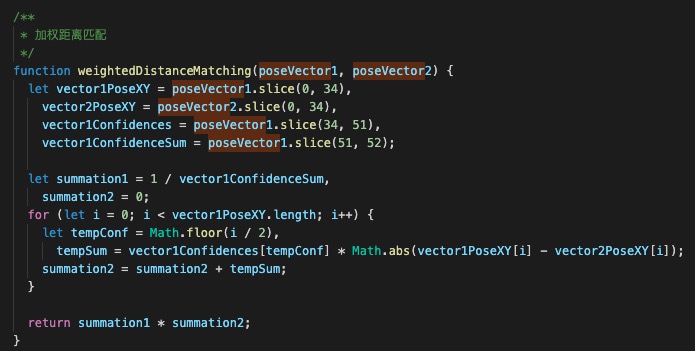 /**
 * 加权距离匹配
 */
function weightedDistanceMatching(poseVector1, poseVector2) {
  let vector1PoseXY = poseVector1.slice(0, 34),
    vector2PoseXY = poseVector2.slice(0, 34),
    vector1Confidences = poseVector1.slice(34, 51),
    vector1ConfidenceSum = poseVector1.slice(51, 52);

  let summation1 = 1 / vector1ConfidenceSum,
    summation2 = 0;
  for (let i = 0; i < vector1PoseXY.length; i++) {
    let tempConf = Math.floor(i / 2),
      tempSum = vector1Confidences[tempConf] * Math.abs(vector1PoseXY[i] - vector2PoseXY[i]);
    summation2 = summation2 + tempSum;
  }

  return summation1 * summation2;
}